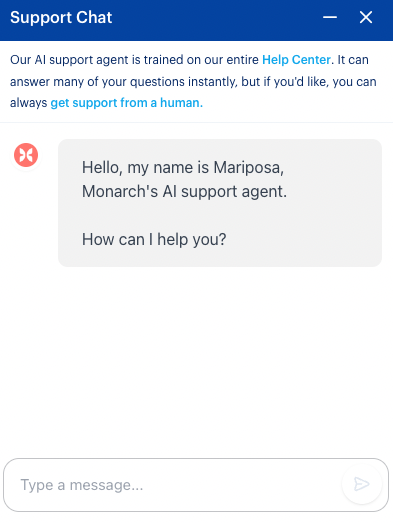 Support Chat
Our AI support agent is trained on our entire Help Center. It can
answer many of your questions instantly, but if you'd like, you can
always get support from a human.
Hello, my name is Mariposa,
Monarch's AI support agent.
How can I help you?
Type a message...